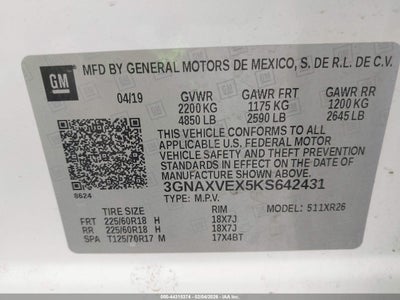 GM
MFD BY GENERAL MOTORS DE MEXICO, S. DE R.L. DE C.V.
04/19 GVWR GAWR FRT GAWR RR
2200 KG 1175 KG 1200 KG
4850 LB 2590 LB 2645 LB
THIS VEHICLE CONFORMS TO ALL
APPLICABLE U.S. FEDERAL MOTOR
VEHICLE SAFETY, BUMPER, AND THEFT
PREVENTION STANDARDS IN EFFECT ON
THE DATE OF MANUFACTURE SHOWN ABOVE.
3GNAXVEX5KS642431
8624
TYPE: M.P.V. MODEL: 511XR26
TIRE SIZE RIM
FRT 225/60R18 H 18X7J
RR 225/60R18 H 18X7J
SPA T125/70R17 M 17X4BT